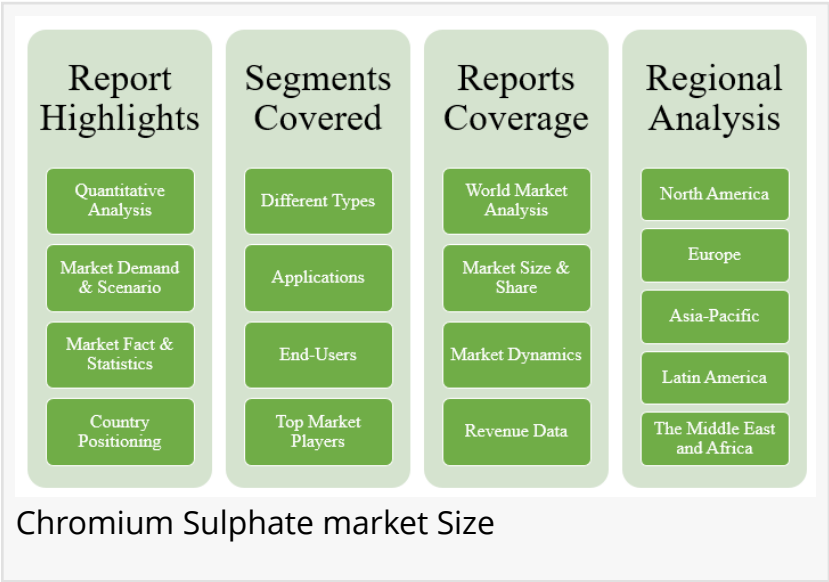 Report
Highlights
Quantitative
Analysis
Market Demand
& Scenario
Market Fact &
Statistics
Country
Positioning
Segments
Covered
Different Types
Applications
End-Users
Top Market
Players
Reports
Coverage
World Market
Analysis
Market Size &
Share
Market Dynamics
Revenue Data
Regional
Analysis
North America
Europe
Asia-Pacific
Latin America
The Middle East
and Africa
Chromium Sulphate market Size